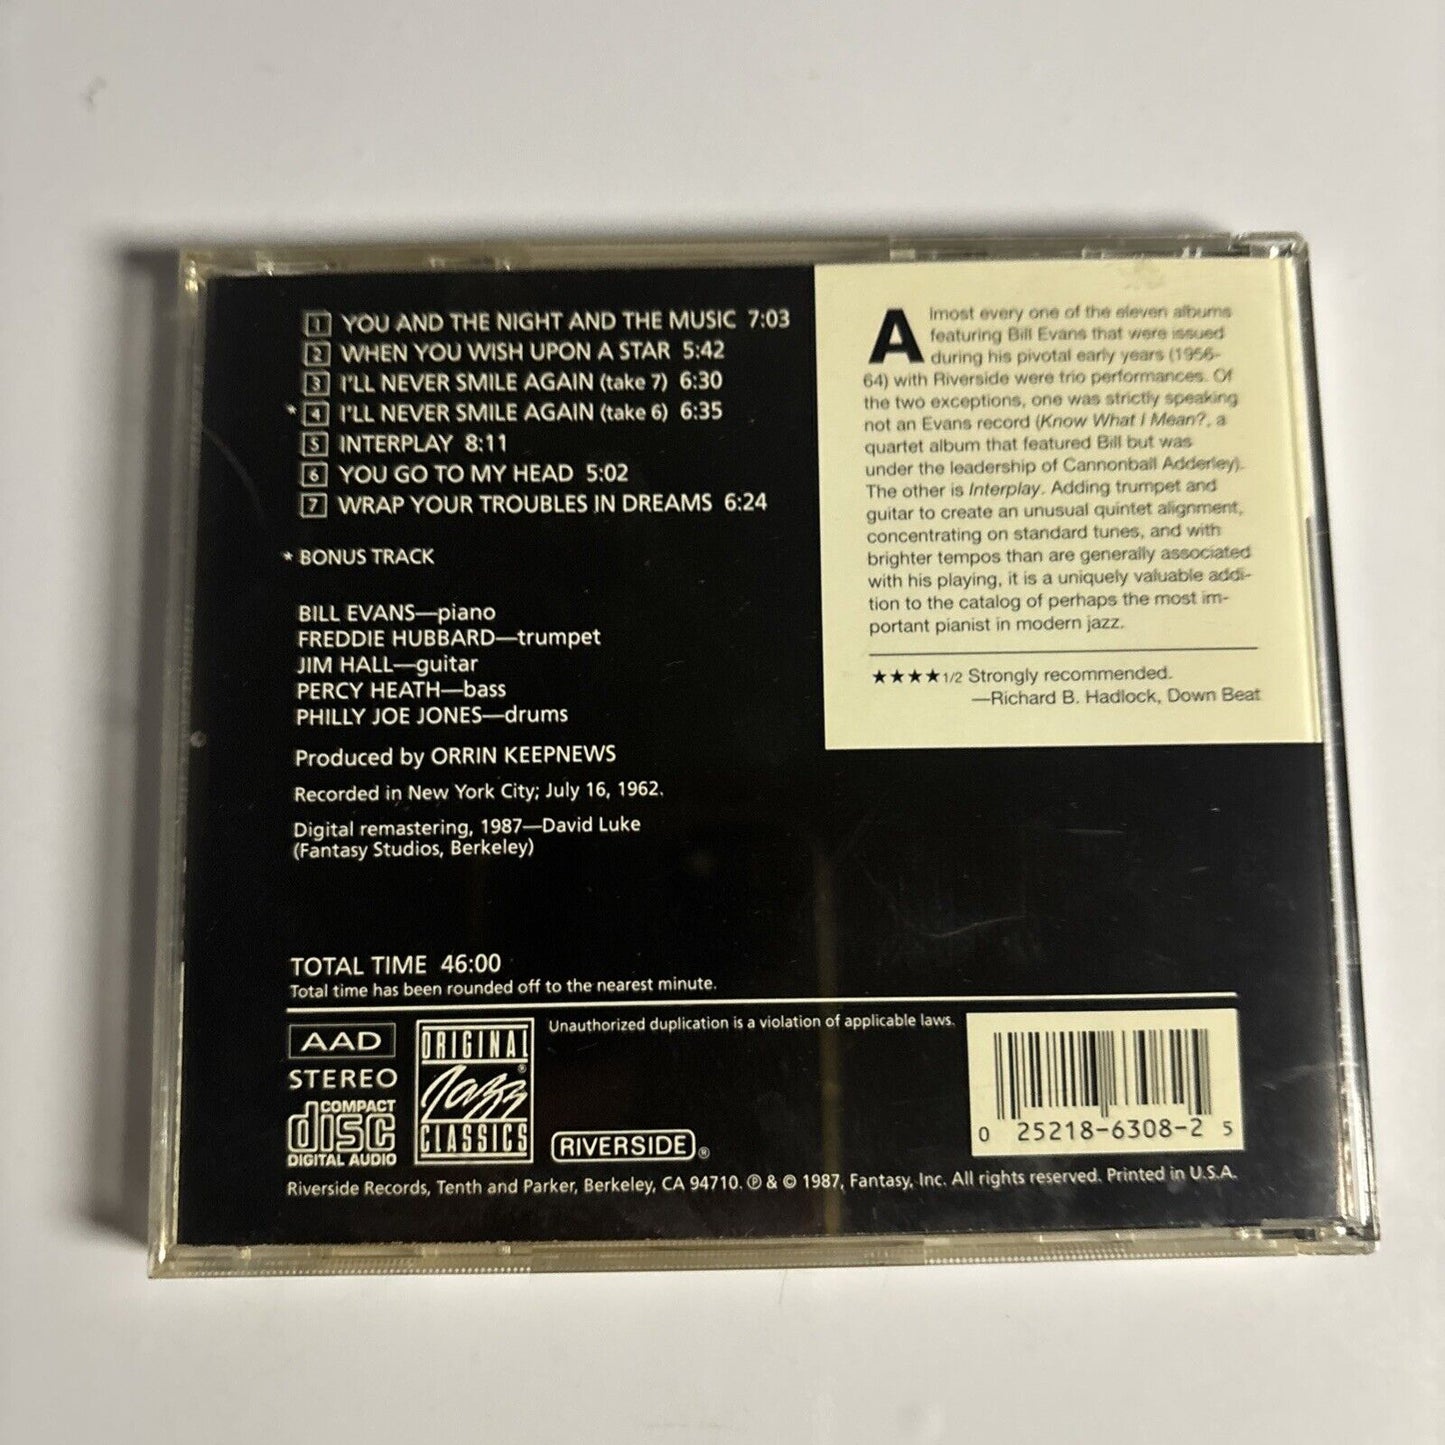 1 YOU AND THE NIGHT AND THE MUSIC 7:03
2 WHEN YOU WISH UPON A STAR 5:42
3 I'LL NEVER SMILE AGAIN (take 7) 6:30
* 4 I'LL NEVER SMILE AGAIN (take 6) 6:35
5 INTERPLAY 8:11
6 YOU GO TO MY HEAD 5:02
7 WRAP YOUR TROUBLES IN DREAMS 6:24
* BONUS TRACK
BILL EVANS—piano
FREDDIE HUBBARD—trumpet
JIM HALL—guitar
PERCY HEATH—bass
PHILLY JOE JONES—drums
Produced by ORRIN KEEPNEWS
Recorded in New York City; July 16, 1962.
Digital remastering, 1987—David Luke
(Fantasy Studios, Berkeley)
Almost every one of the eleven albums
featuring Bill Evans that were issued
during his pivotal early years (1956-
64) with Riverside were trio performances. Of
the two exceptions, one was strictly speaking
not an Evans record (Know What I Mean?, a
quartet album that featured Bill but was
under the leadership of Cannonball Adderley).
The other is Interplay. Adding trumpet and
guitar to create an unusual quintet alignment,
concentrating on standard tunes, and with
brighter tempos than are generally associated
with his playing, it is a uniquely valuable addi-
tion to the catalog of perhaps the most im-
portant pianist in modern jazz.
★★★★1/2 Strongly recommended.
—Richard B. Hadlock, Down Beat
TOTAL TIME 46:00
Total time has been rounded off to the nearest minute.
AAD
STEREO
COMPACT
disc
DIGITAL AUDIO
ORIGINAL
Jazz®
CLASSICS
Unauthorized duplication is a violation of applicable laws.
RIVERSIDE®
0 25218-6308-2 5
Riverside Records, Tenth and Parker, Berkeley, CA 94710. ℗ & © 1987, Fantasy, Inc. All rights reserved. Printed in U.S.A.